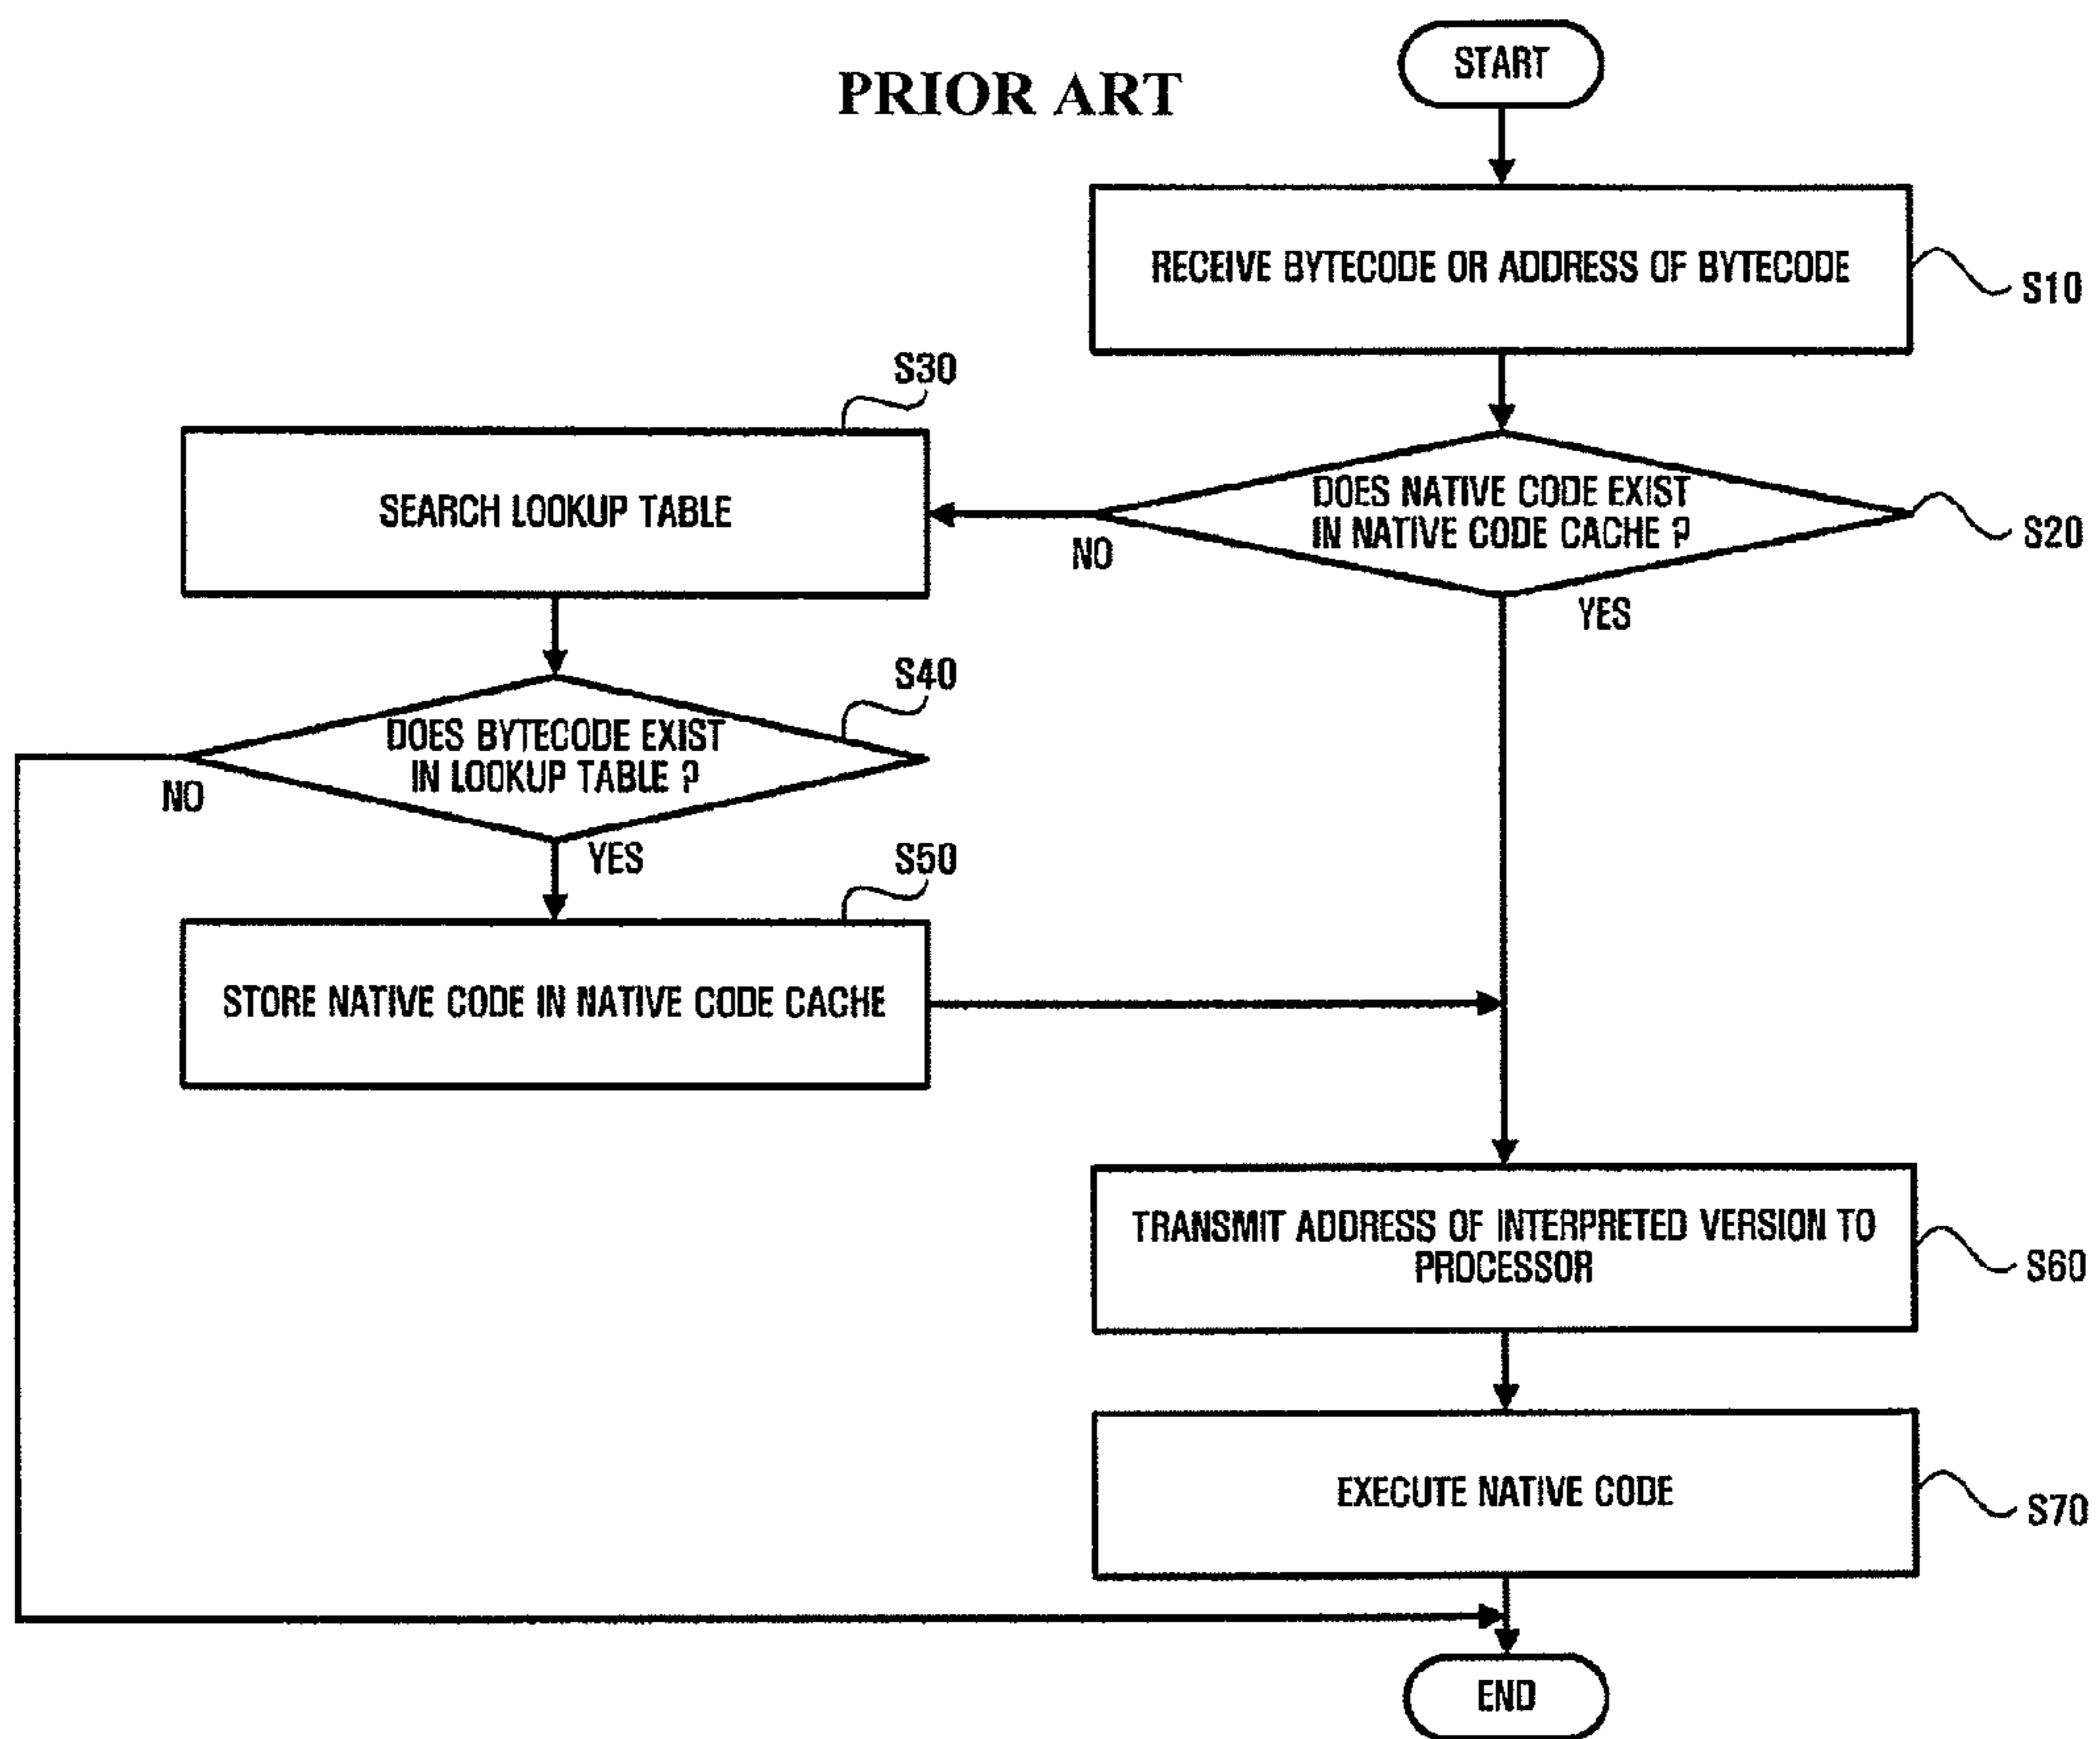 PRIOR ART
START
RECEIVE BYTECODE OR ADDRESS OF BYTECODE
S10
DOES NATIVE CODE EXIST
IN NATIVE CODE CACHE ?
S20
NO
YES
S30
SEARCH LOOKUP TABLE
S40
DOES BYTECODE EXIST
IN LOOKUP TABLE ?
NO
YES
S50
STORE NATIVE CODE IN NATIVE CODE CACHE
TRANSMIT ADDRESS OF INTERPRETED VERSION TO
PROCESSOR
S60
EXECUTE NATIVE CODE
S70
END